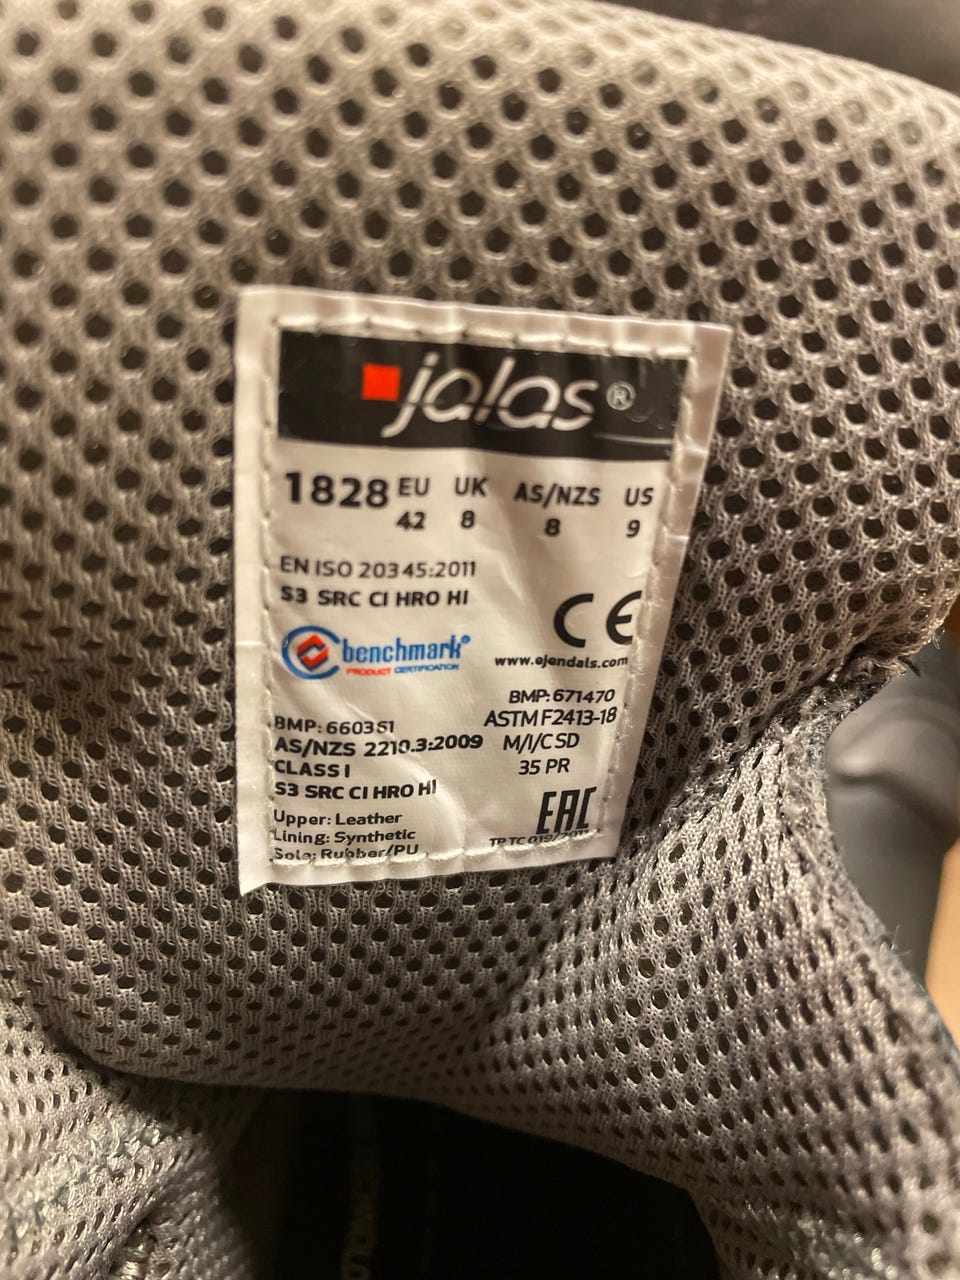 jalas®
1828 EU UK AS/NZS US
42 8 8 9
EN ISO 20345:2011
S3 SRC CI HRO HI
CE
benchmark®
PRODUCT CERTIFICATION
www.ejendals.com
BMP: 671470
ASTM F2413-18
M/I/C SD
35 PR
BMP: 660351
AS/NZS 2210.3:2009
CLASS I
S3 SRC CI HRO HI
Upper: Leather
Lining: Synthetic
Sole: Rubber/PU
EAC
TP TC